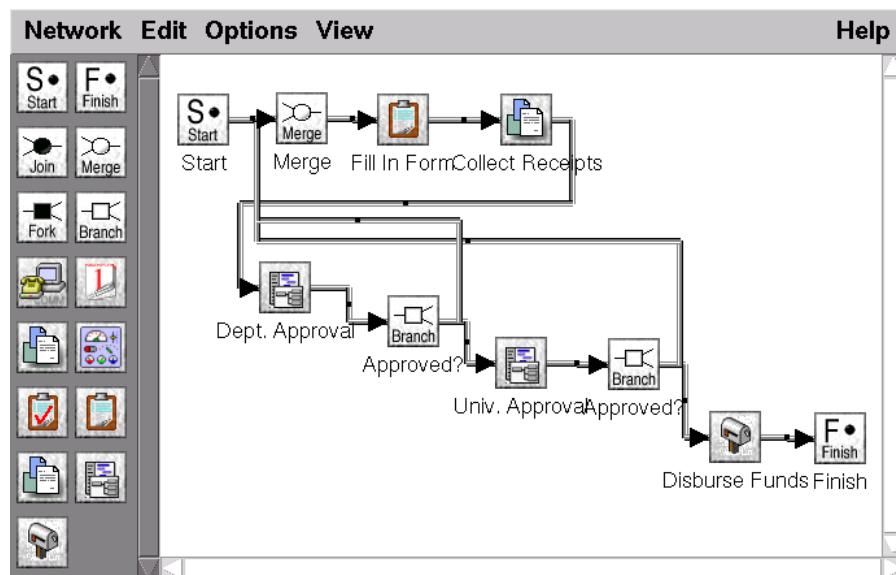 Network Edit Options View Help
S Start
F Finish
Join
Merge
Fork
Branch
1
S Start
Merge
Start Merge Fill In Form Collect Receipts
Branch
Dept. Approval
Approved?
Branch
Univ. Approval Approved?
F Finish
Disburse Funds Finish